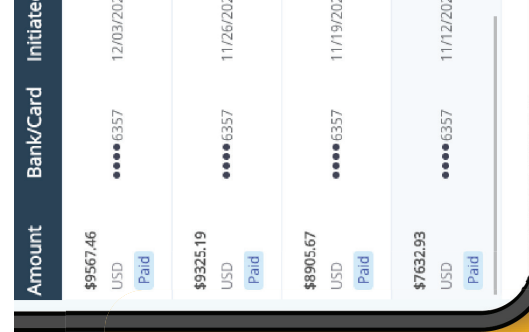 Amount Bank/Card Initiated
$9567.46
USD
Paid
•••• 6357
12/03/202
$9325.19
USD
Paid
•••• 6357
11/26/202
$8905.67
USD
Paid
•••• 6357
11/19/202
$7632.93
USD
Paid
•••• 6357
11/12/202